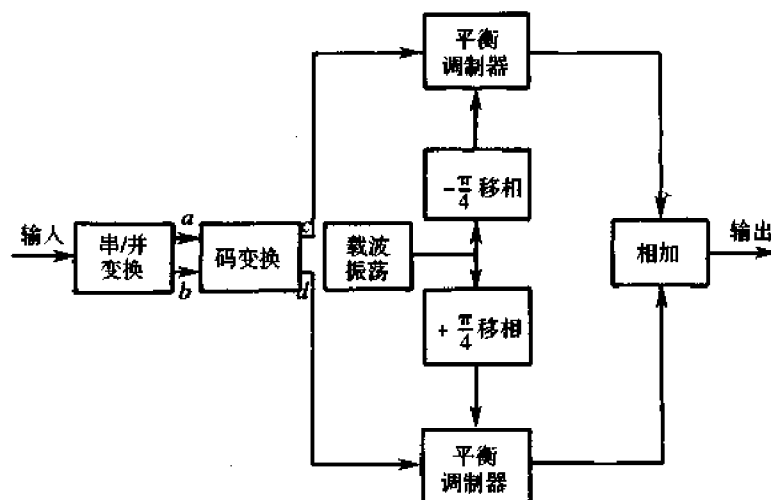 平衡
调制器
-π/4 移相
输入
串/并
变换
a
b
码变换
c
d
载波
振荡
+π/4 移相
相加
输出
平衡
调制器